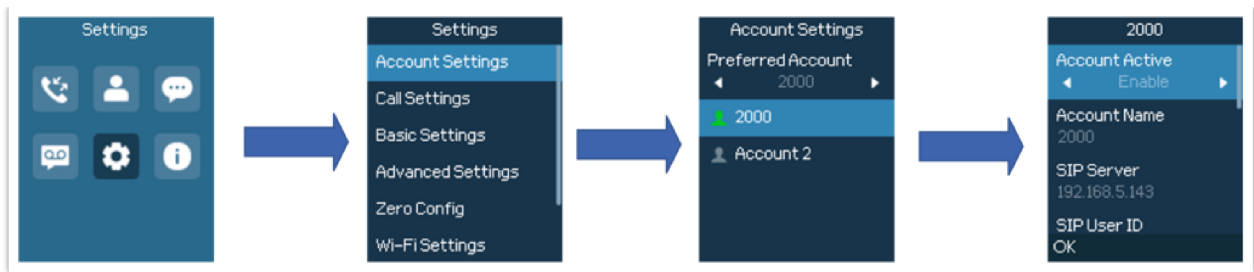 Settings
Settings
Account Settings
Call Settings
Basic Settings
Advanced Settings
Zero Config
Wi-Fi Settings
Account Settings
Preferred Account
2000
2000
Account 2
2000
Account Active
Enable
Account Name
2000
SIP Server
192.168.5.143
SIP User ID
OK